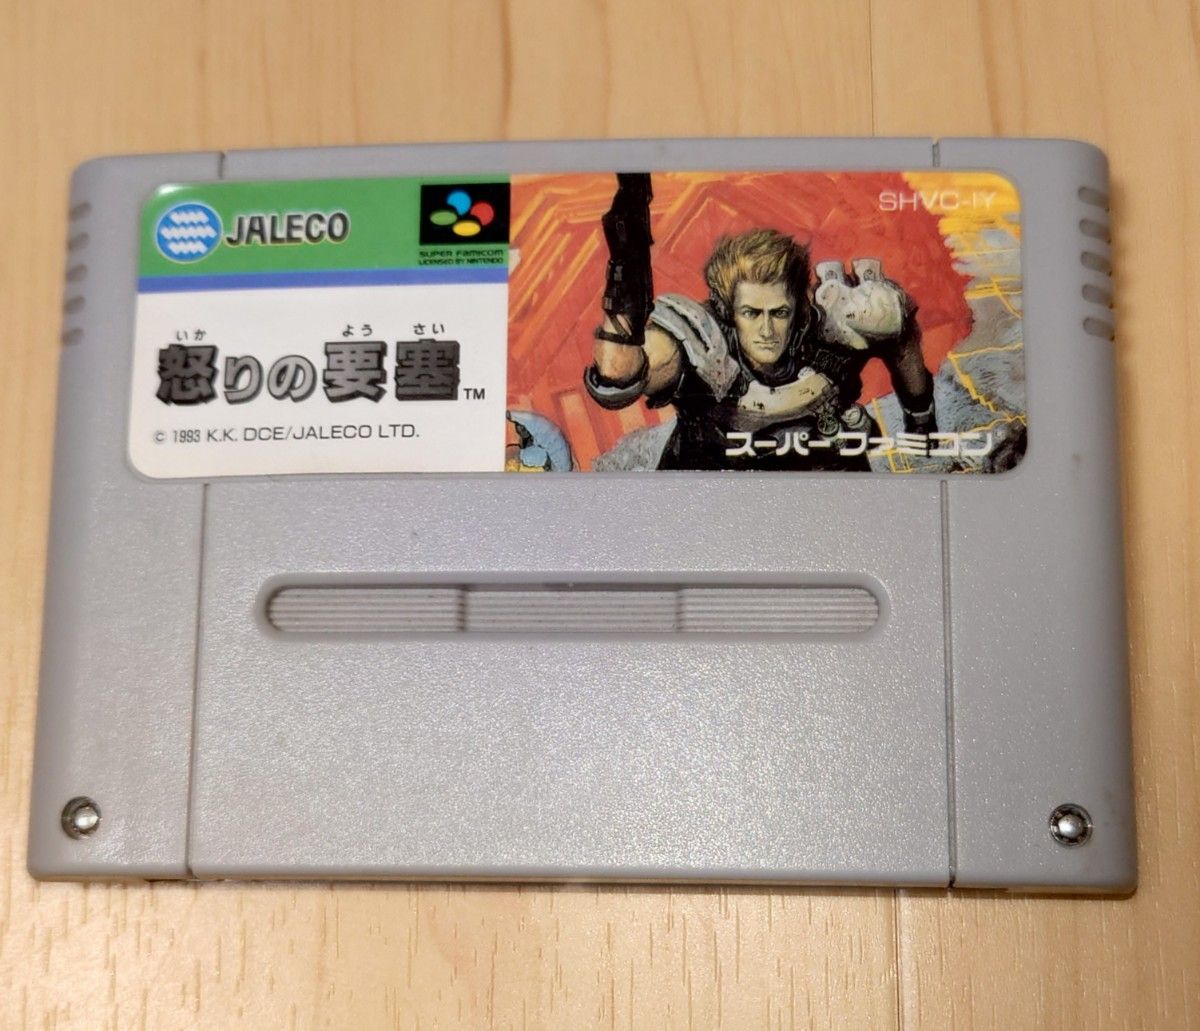 JALECO
SUPER FAMICOM
LICENSED BY NINTENDO
SHVC-IY
いか よう さい
怒りの要塞™
© 1993 K.K. DCE/JALECO LTD.
スーパーファミコン